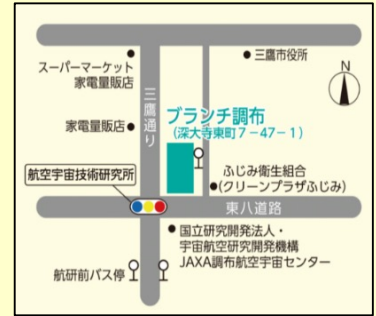 スーパーマーケット
家電量販店
三鷹市役所
N
三鷹通り
ブランチ調布
(深大寺東町7-47-1)
家電量販店
航空宇宙技術研究所
ふじみ衛生組合
(クリーンプラザふじみ)
東八道路
国立研究開発法人・
宇宙航空研究開発機構
JAXA調布航空宇宙センター
航研前バス停